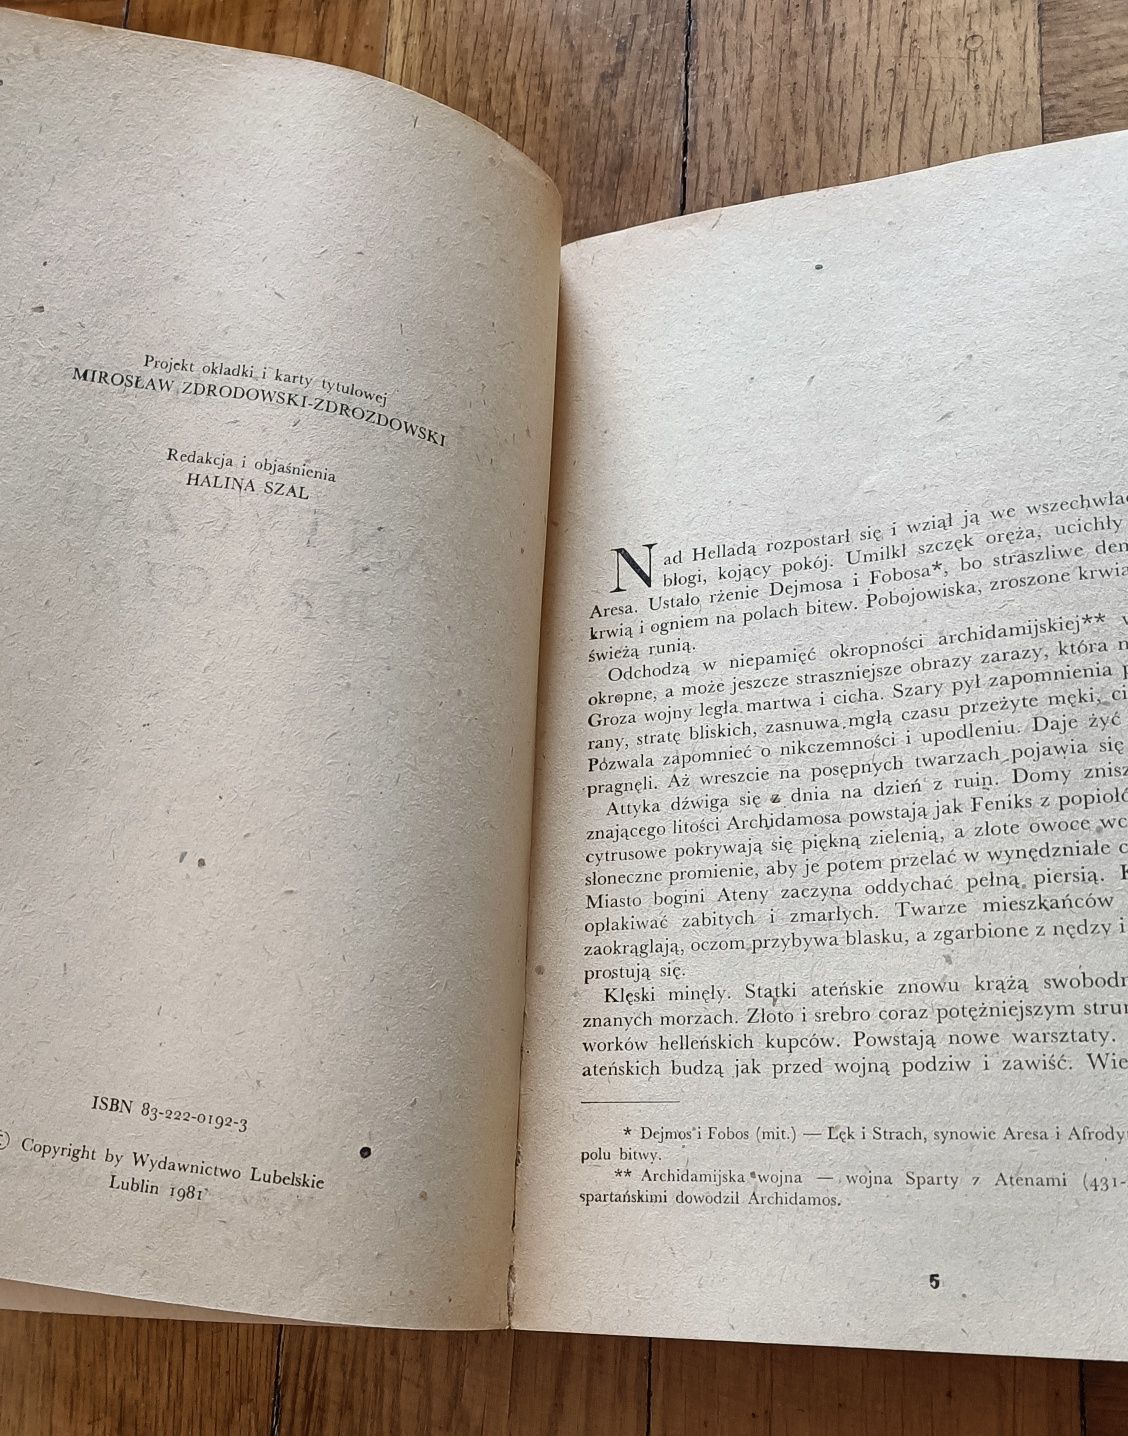 Projekt okładki i karty tytułowej
MIROSŁAW ZDRODOWSKI-ZDROZDOWSKI
Redakcja i objaśnienia
HALINA SZAL
ISBN 83-222-0192-3
© Copyright by Wydawnictwo Lubelskie
Lublin 1981
Nad Helladą rozpostarł się i wziął ją we
błogi, kojący pokój. Umilkł szczęk oręża, ucichły
Aresa. Ustało rżenie Dejmosa i Fobosa*, bo straszliwe
krwią i ogniem na polach bitew. Pobojowiska, zroszone
świeżą runią.
Odchodzą w niepamięć okropności archidamijskiej**
okropne, a może jeszcze straszniejsze obrazy zarazy, która
Groza wojny legła martwa i cicha. Szary pył zapomnienia
rany, stratę bliskich, zasnuwa mgłą czasu przeżyte męki,
Pozwala zapomnieć o nikczemności i upodleniu. Daje żyć
pragnęli. Aż wreszcie na posępnych twarzach pojawia się
Attyka dźwiga się z dnia na dzień z ruin. Domy
znającego litości Archidamosa powstają jak Feniks z
cytrusowe pokrywają się piękną zielenią, a złote owoce
słoneczne promienie, aby je potem przelać w wynędzniałe
Miasto bogini Ateny zaczyna oddychać pełną piersią.
opłakiwać zabitych i zmarłych. Twarze mieszkańców
zaokrąglają, oczom przybywa blasku, a zgarbione z nędzy i
prostują się.
Klęski minęły. Statki ateńskie znowu krążą
znanych morzach. Złoto i srebro coraz potężniejszym
worków helleńskich kupców. Powstają nowe warsztaty.
ateńskich budzą jak przed wojną podziw i zawiść.
* Dejmos i Fobos (mit.) — Lęk i Strach, synowie Aresa i
polu bitwy.
** Archidamijska wojna — wojna Sparty z Atenami (431-
spartańskimi dowodził Archidamos.
5